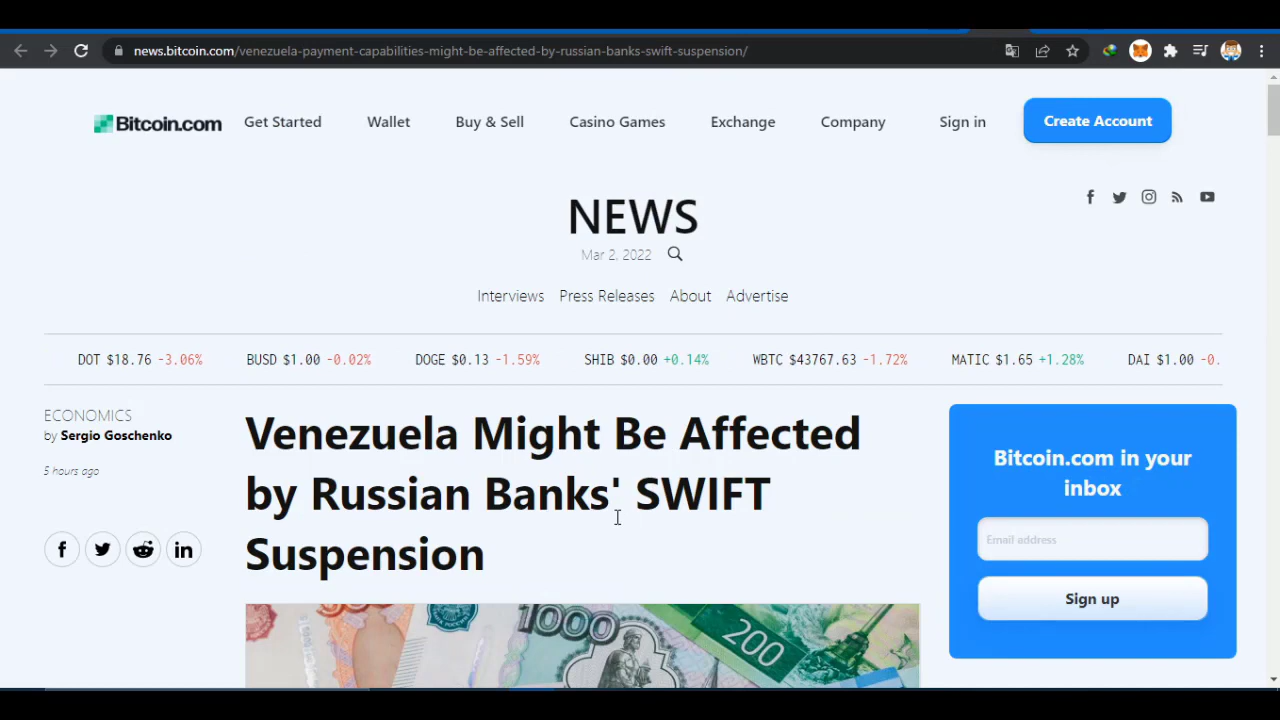 news.bitcoin.com/venezuela-payment-capabilities-might-be-affected-by-russian-banks-swift-suspension/
Bitcoin.com Get Started Wallet Buy & Sell Casino Games Exchange Company Sign in Create Account
NEWS
Mar 2, 2022
Interviews Press Releases About Advertise
DOT $18.76 -3.06% BUSD $1.00 -0.02% DOGE $0.13 -1.59% SHIB $0.00 +0.14% WBTC $43767.63 -1.72% MATIC $1.65 +1.28% DAI $1.00 -0.
ECONOMICS
by Sergio Goschenko
5 hours ago
Venezuela Might Be Affected
by Russian Banks' SWIFT
Suspension
1000
200
Bitcoin.com in your
inbox
Email address
Sign up